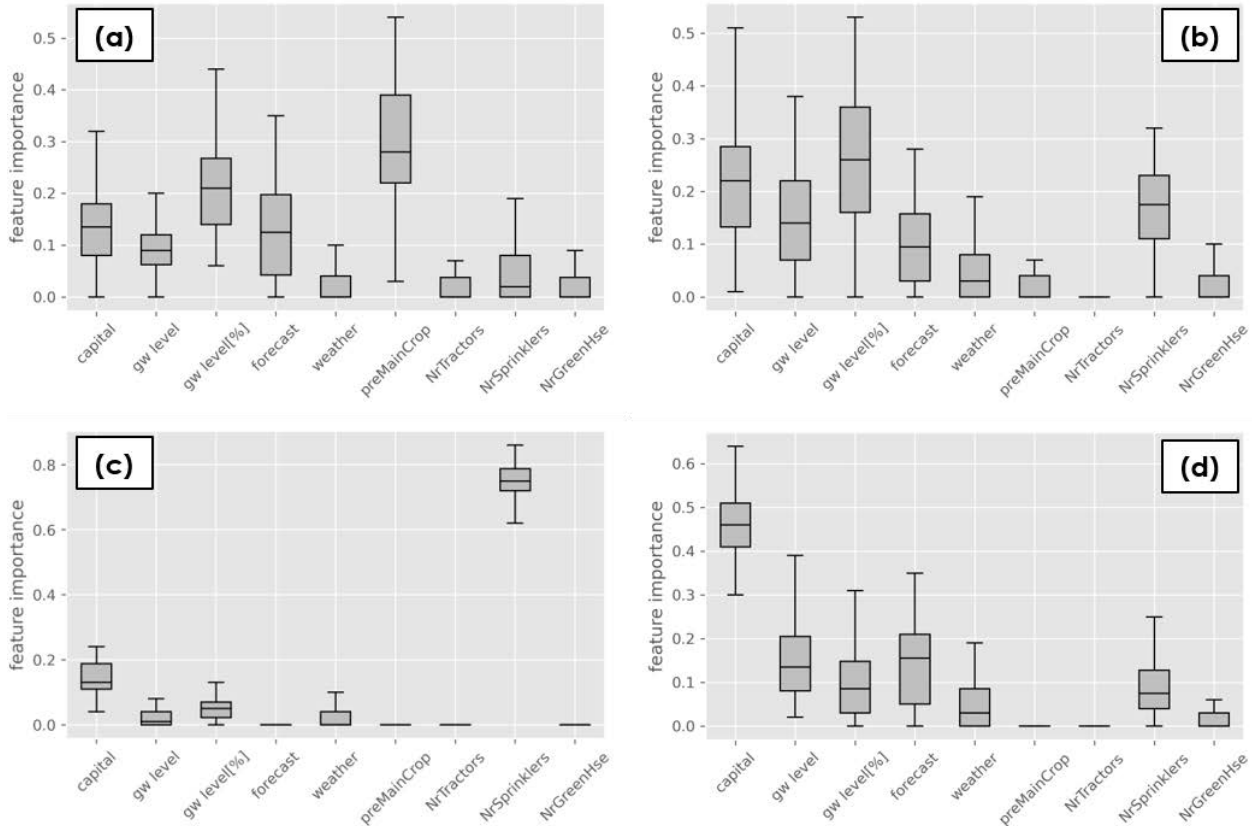 (a)
feature importance
0.5
0.4
0.3
0.2
0.1
0.0
capital
gw level
gw level[%]
forecast
weather
preMainCrop
NrTractors
NrSprinklers
NrGreenHse
(b)
feature importance
0.5
0.4
0.3
0.2
0.1
0.0
capital
gw level
gw level[%]
forecast
weather
preMainCrop
NrTractors
NrSprinklers
NrGreenHse
(c)
feature importance
0.8
0.6
0.4
0.2
0.0
capital
gw level
gw level[%]
forecast
weather
preMainCrop
NrTractors
NrSprinklers
NrGreenHse
(d)
feature importance
0.6
0.5
0.4
0.3
0.2
0.1
0.0
capital
gw level
gw level[%]
forecast
weather
preMainCrop
NrTractors
NrSprinklers
NrGreenHse